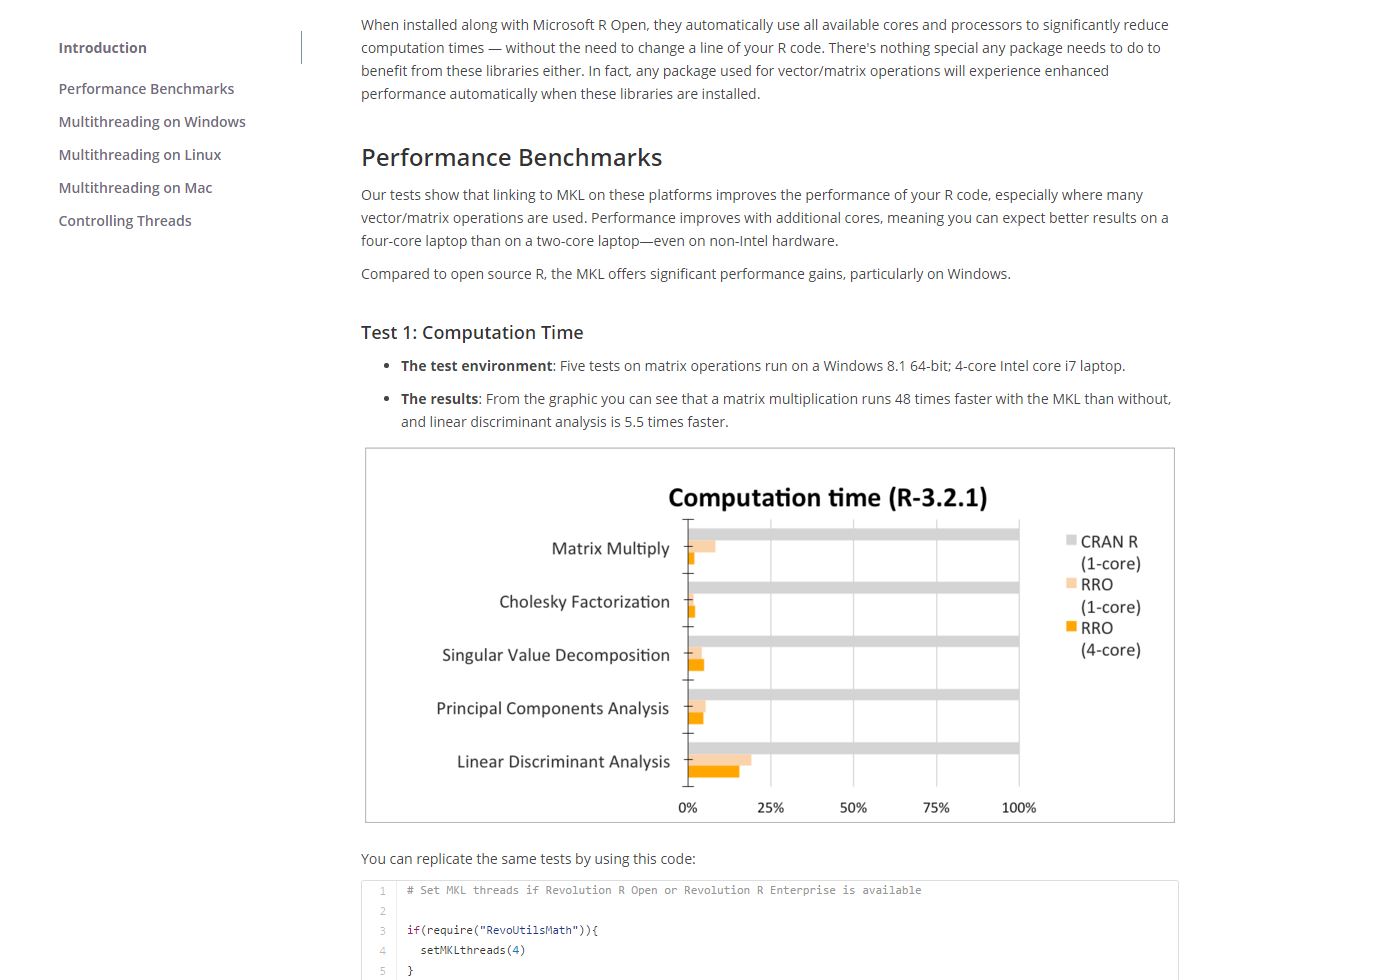 Introduction
Performance Benchmarks
Multithreading on Windows
Multithreading on Linux
Multithreading on Mac
Controlling Threads
When installed along with Microsoft R Open, they automatically use all available cores and processors to significantly reduce
computation times — without the need to change a line of your R code. There's nothing special any package needs to do to
benefit from these libraries either. In fact, any package used for vector/matrix operations will experience enhanced
performance automatically when these libraries are installed.
Performance Benchmarks
Our tests show that linking to MKL on these platforms improves the performance of your R code, especially where many
vector/matrix operations are used. Performance improves with additional cores, meaning you can expect better results on a
four-core laptop than on a two-core laptop—even on non-Intel hardware.
Compared to open source R, the MKL offers significant performance gains, particularly on Windows.
Test 1: Computation Time
• The test environment: Five tests on matrix operations run on a Windows 8.1 64-bit; 4-core Intel core i7 laptop.
• The results: From the graphic you can see that a matrix multiplication runs 48 times faster with the MKL than without,
and linear discriminant analysis is 5.5 times faster.
Computation time (R-3.2.1)
Matrix Multiply
Cholesky Factorization
Singular Value Decomposition
Principal Components Analysis
Linear Discriminant Analysis
0% 25% 50% 75% 100%
CRAN R
(1-core)
RRO
(1-core)
RRO
(4-core)
You can replicate the same tests by using this code:
1 # Set MKL threads if Revolution R Open or Revolution R Enterprise is available
2
3 if(require("RevoUtilsMath")){
4 setMKLthreads(4)
5 }